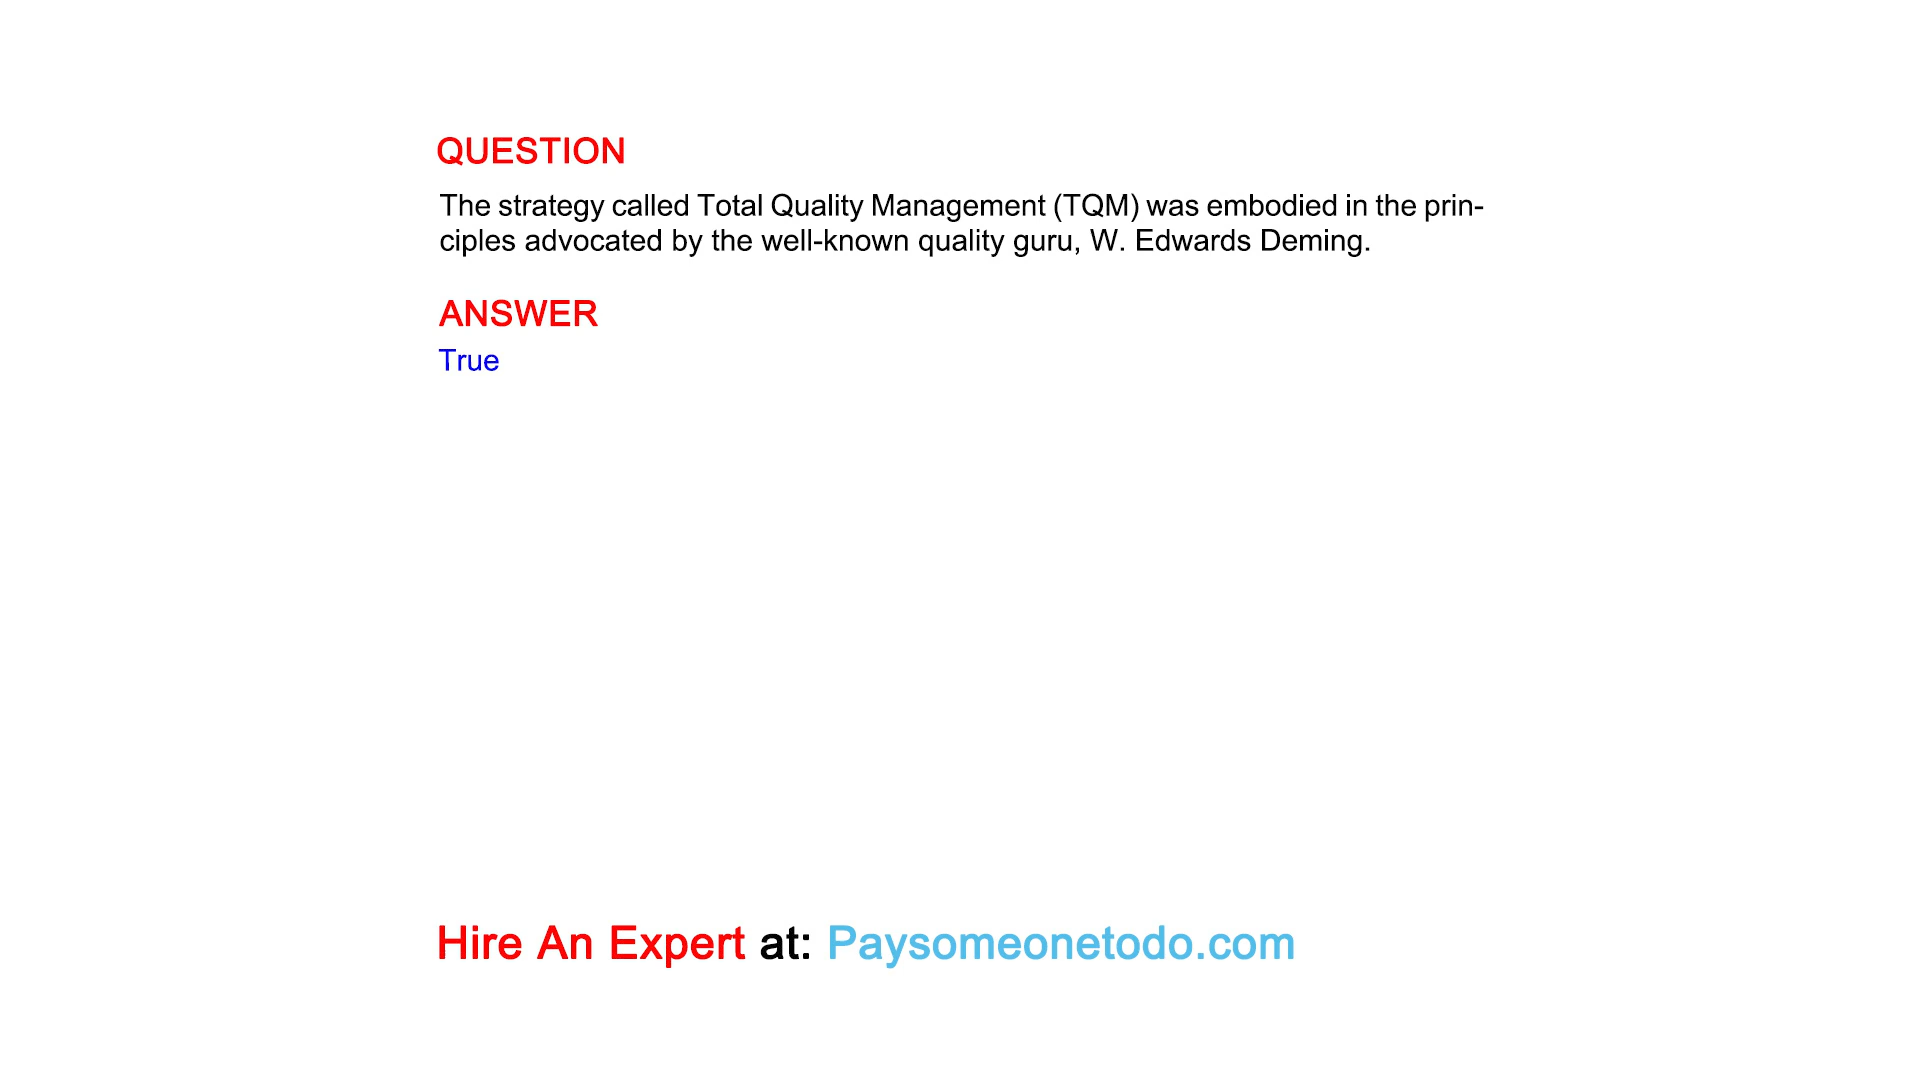 QUESTION
The strategy called Total Quality Management (TQM) was embodied in the prin-
ciples advocated by the well-known quality guru, W. Edwards Deming.
ANSWER
True
Hire An Expert at: Paysomeonetodo.com